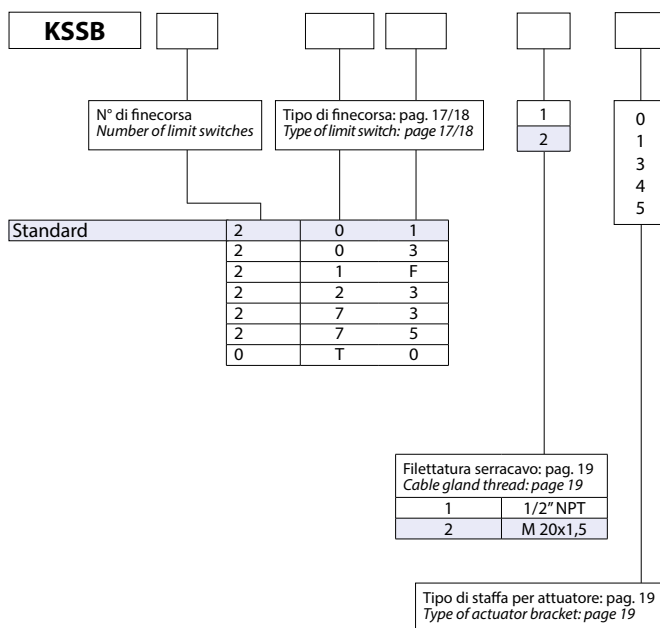 KSSB
N° di finecorsa
Number of limit switches
Tipo di finecorsa: pag. 17/18
Type of limit switch: page 17/18
1
2
0
1
3
4
5
Standard 2 0 1
2 0 3
2 1 F
2 2 3
2 7 3
2 7 5
0 T 0
Filettatura serracavo: pag. 19
Cable gland thread: page 19
1 1/2” NPT
2 M 20x1,5
Tipo di staffa per attuatore: pag. 19
Type of actuator bracket: page 19